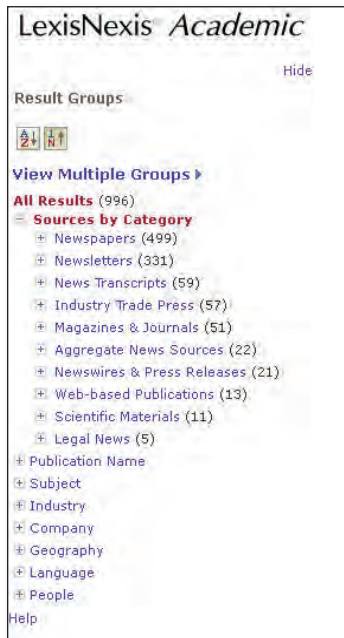 LexisNexis® Academic
Hide
Result Groups
A Z 1 N
View Multiple Groups
All Results (996)
Sources by Category
Newspapers (499)
Newsletters (331)
News Transcripts (59)
Industry Trade Press (57)
Magazines & Journals (51)
Aggregate News Sources (22)
Newswires & Press Releases (21)
Web-based Publications (13)
Scientific Materials (11)
Legal News (5)
Publication Name
Subject
Industry
Company
Geography
Language
People
Help